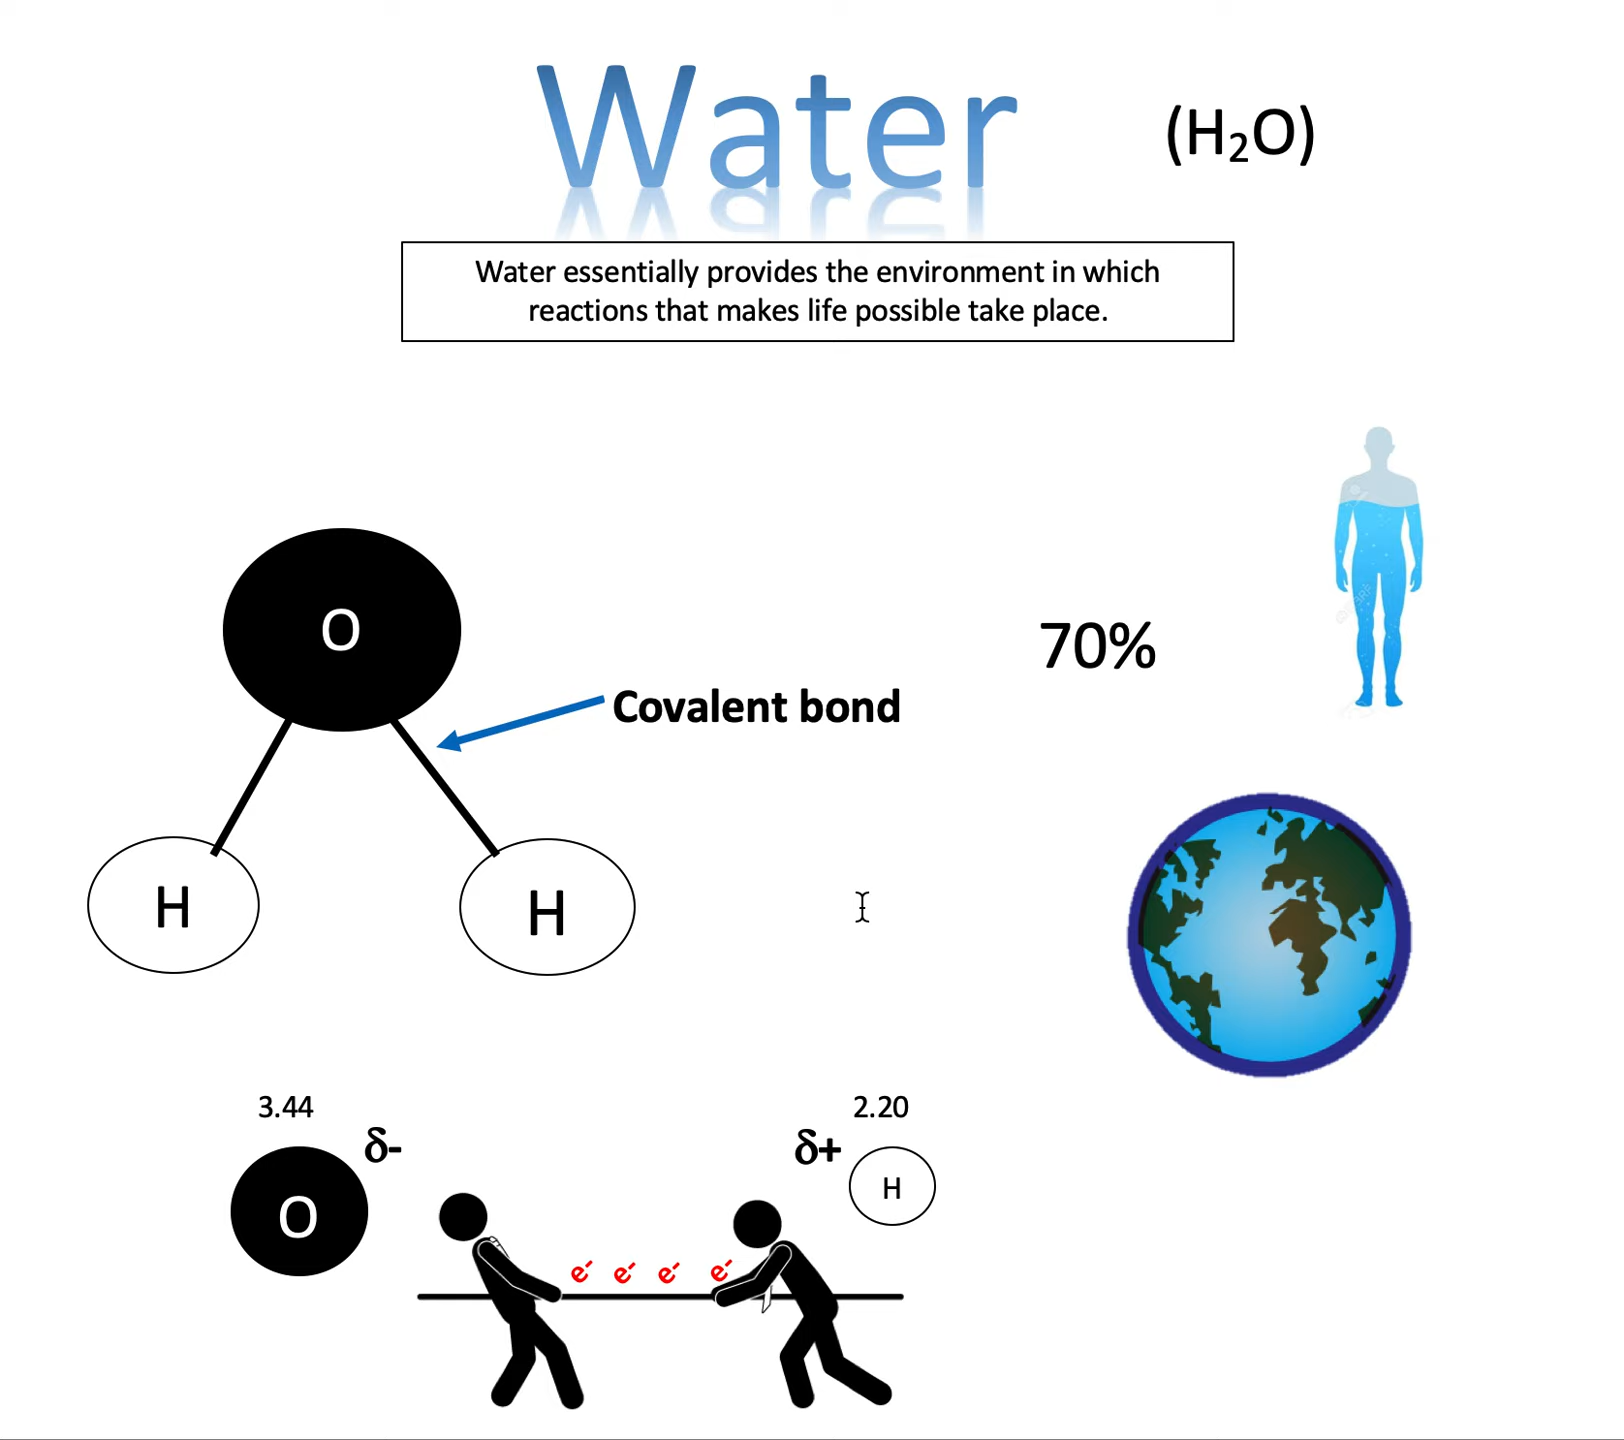 Water
(H₂O)
Water essentially provides the environment in which
reactions that makes life possible take place.
O
70%
Covalent bond
H
H
3.44
2.20
δ-
δ+
O
H
e⁻ e⁻ e⁻ e⁻